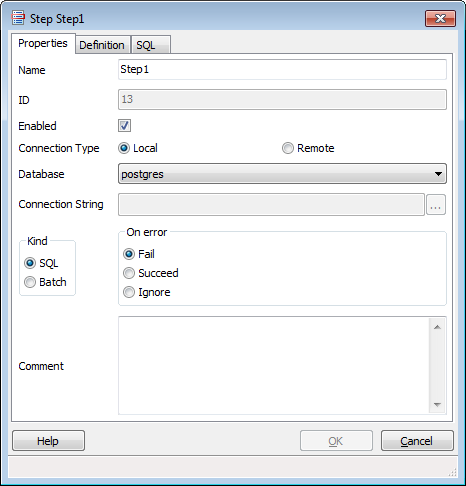 Step Step1
Properties Definition SQL
Name Step1
ID 13
Enabled
Connection Type Local Remote
Database postgres
Connection String ...
Kind
SQL
Batch
On error
Fail
Succeed
Ignore
Comment
Help OK Cancel